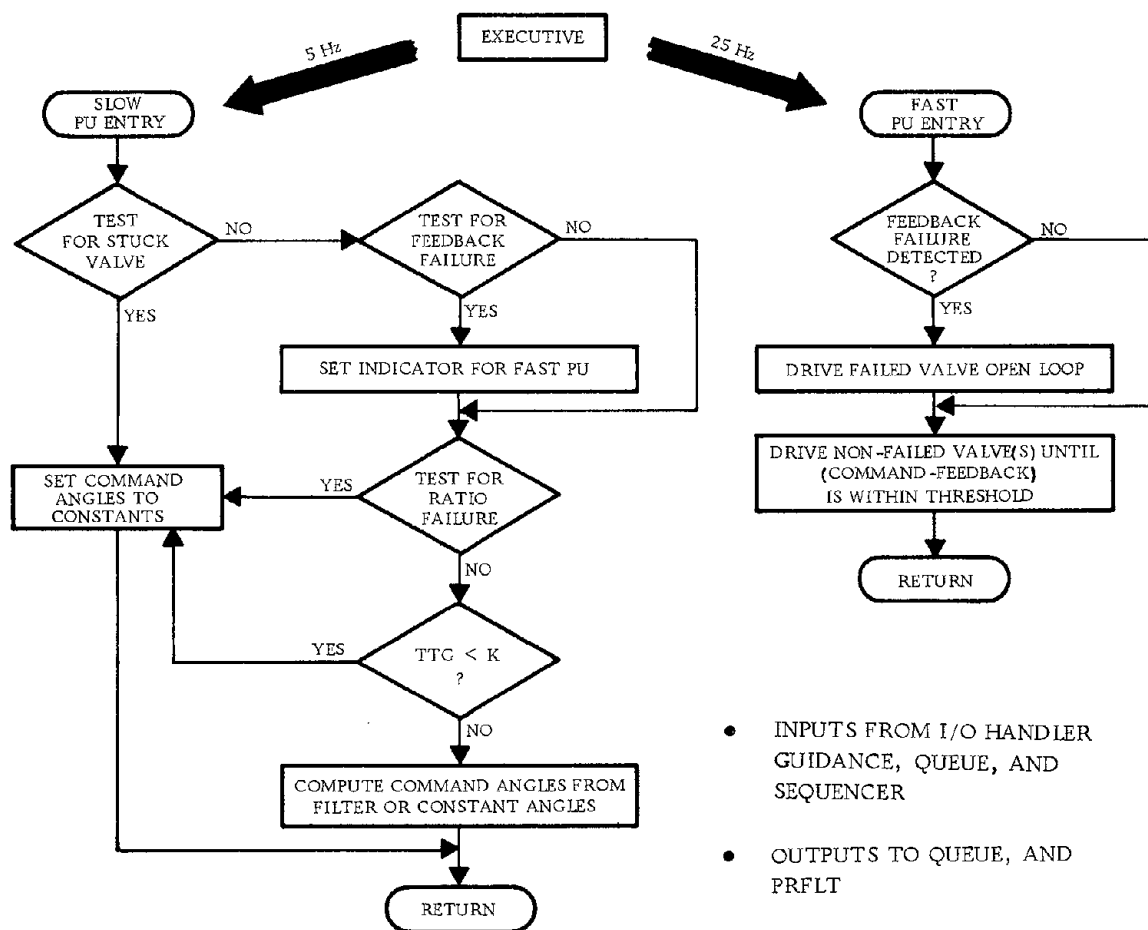 EXECUTIVE
5 Hz
25 Hz
SLOW
PU ENTRY
TEST
FOR STUCK
VALVE
NO
YES
TEST FOR
FEEDBACK
FAILURE
NO
YES
SET INDICATOR FOR FAST PU
TEST FOR
RATIO
FAILURE
YES
NO
SET COMMAND
ANGLES TO
CONSTANTS
TTG < K
?
YES
NO
COMPUTE COMMAND ANGLES FROM
FILTER OR CONSTANT ANGLES
RETURN
FAST
PU ENTRY
FEEDBACK
FAILURE
DETECTED
?
NO
YES
DRIVE FAILED VALVE OPEN LOOP
DRIVE NON-FAILED VALVE(S) UNTIL
(COMMAND-FEEDBACK)
IS WITHIN THRESHOLD
RETURN
• INPUTS FROM I/O HANDLER
GUIDANCE, QUEUE, AND
SEQUENCER
• OUTPUTS TO QUEUE, AND
PRFLT